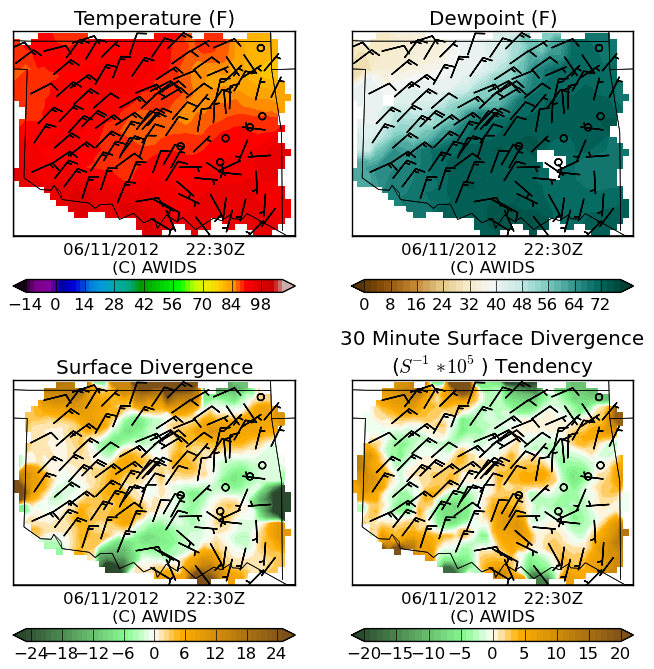 Temperature (F)
Dewpoint (F)
06/11/2012 22:30Z
(C) AWIDS
06/11/2012 22:30Z
(C) AWIDS
−14 0 14 28 42 56 70 84 98
0 8 16 24 32 40 48 56 64 72
Surface Divergence
30 Minute Surface Divergence
(S⁻¹ *10⁵ ) Tendency
06/11/2012 22:30Z
(C) AWIDS
06/11/2012 22:30Z
(C) AWIDS
−24 −18 −12 −6 0 6 12 18 24
−20 −15 −10 −5 0 5 10 15 20